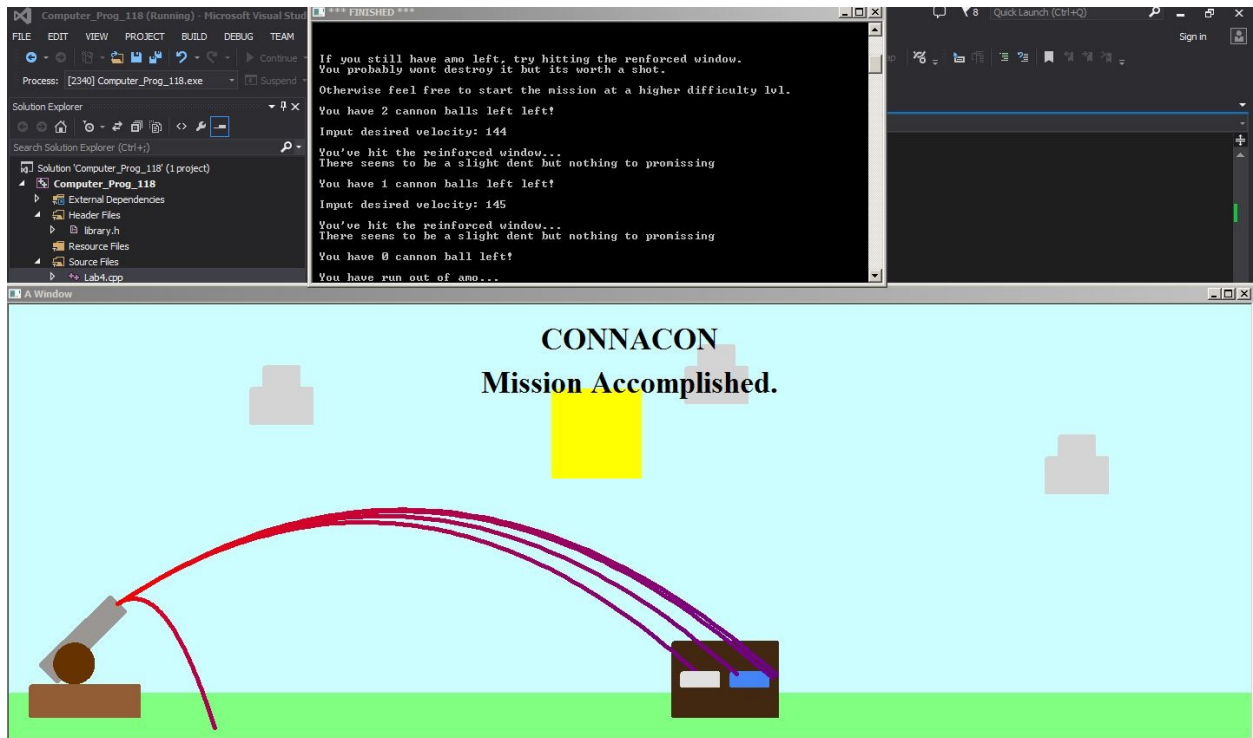 Computer_Prog_118 (Running) - Microsoft Visual Stud
*** FINISHED ***
8
Quick Launch (Ctrl+Q)
FILE EDIT VIEW PROJECT BUILD DEBUG TEAM
Sign in
Continue
Process: [2340] Computer_Prog_118.exe
Suspend
Solution Explorer
Search Solution Explorer (Ctrl+;)
Solution 'Computer_Prog_118' (1 project)
Computer_Prog_118
External Dependencies
Header Files
library.h
Resource Files
Source Files
Lab4.cpp
If you still have amo left, try hitting the renforced window.
You probably wont destroy it but its worth a shot.
Otherwise feel free to start the mission at a higher difficulty lvl.
You have 2 cannon balls left left!
Imput desired velocity: 144
You've hit the reinforced window...
There seems to be a slight dent but nothing to promissing
You have 1 cannon balls left left!
Imput desired velocity: 145
You've hit the reinforced window...
There seems to be a slight dent but nothing to promissing
You have 0 cannon ball left!
You have run out of amo...
A Window
CONNACON
Mission Accomplished.